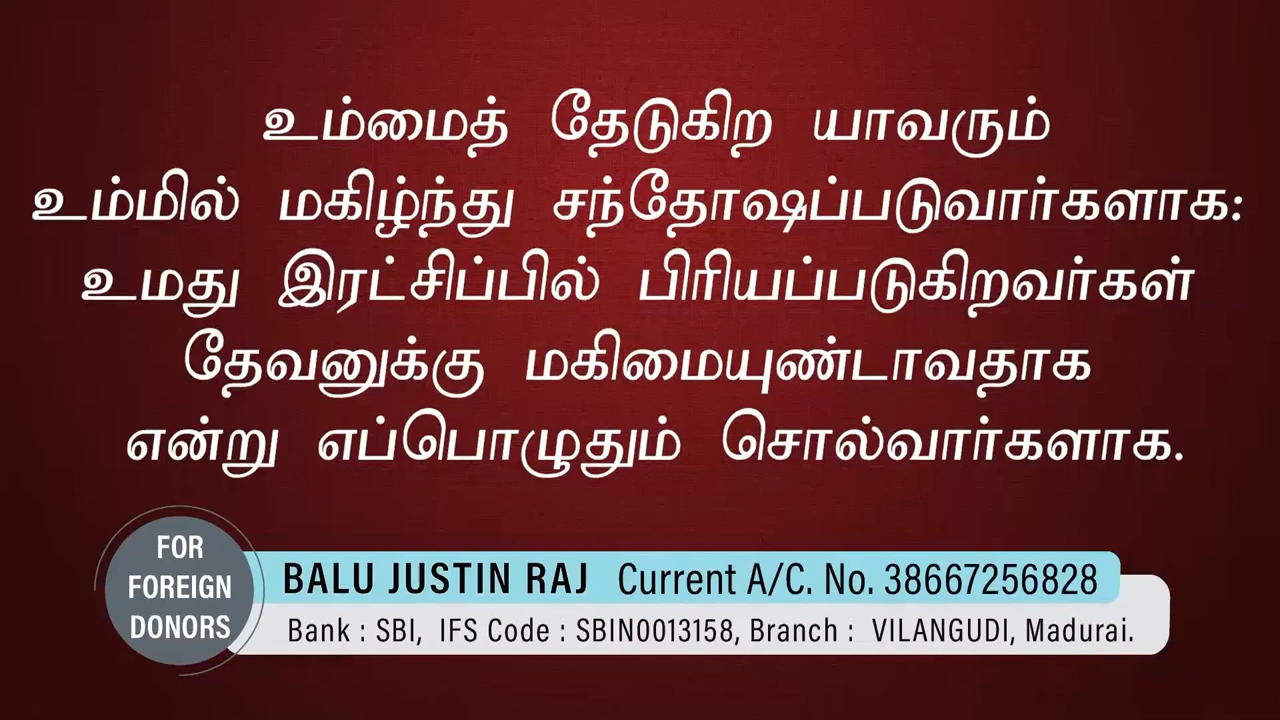 உம்மைத் தேடுகிற யாவரும்
உம்மில் மகிழ்ந்து சந்தோஷப்படுவார்களாக:
உமது இரட்சிப்பில் பிரியப்படுகிறவர்கள்
தேவனுக்கு மகிமையுண்டாவதாக
என்று எப்பொழுதும் சொல்வார்களாக.
FOR
FOREIGN
DONORS
BALU JUSTIN RAJ Current A/C. No. 38667256828
Bank : SBI, IFS Code : SBIN0013158, Branch : VILANGUDI, Madurai.